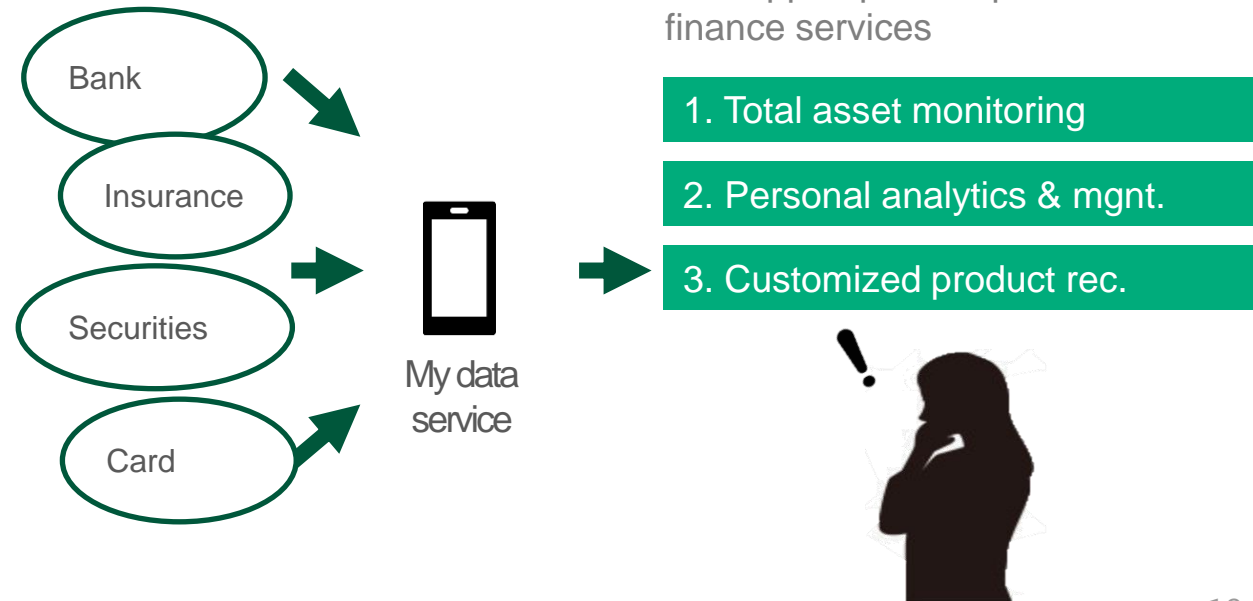 finance services
Bank
Insurance
Securities
Card
My data
service
1. Total asset monitoring
2. Personal analytics & mgnt.
3. Customized product rec.